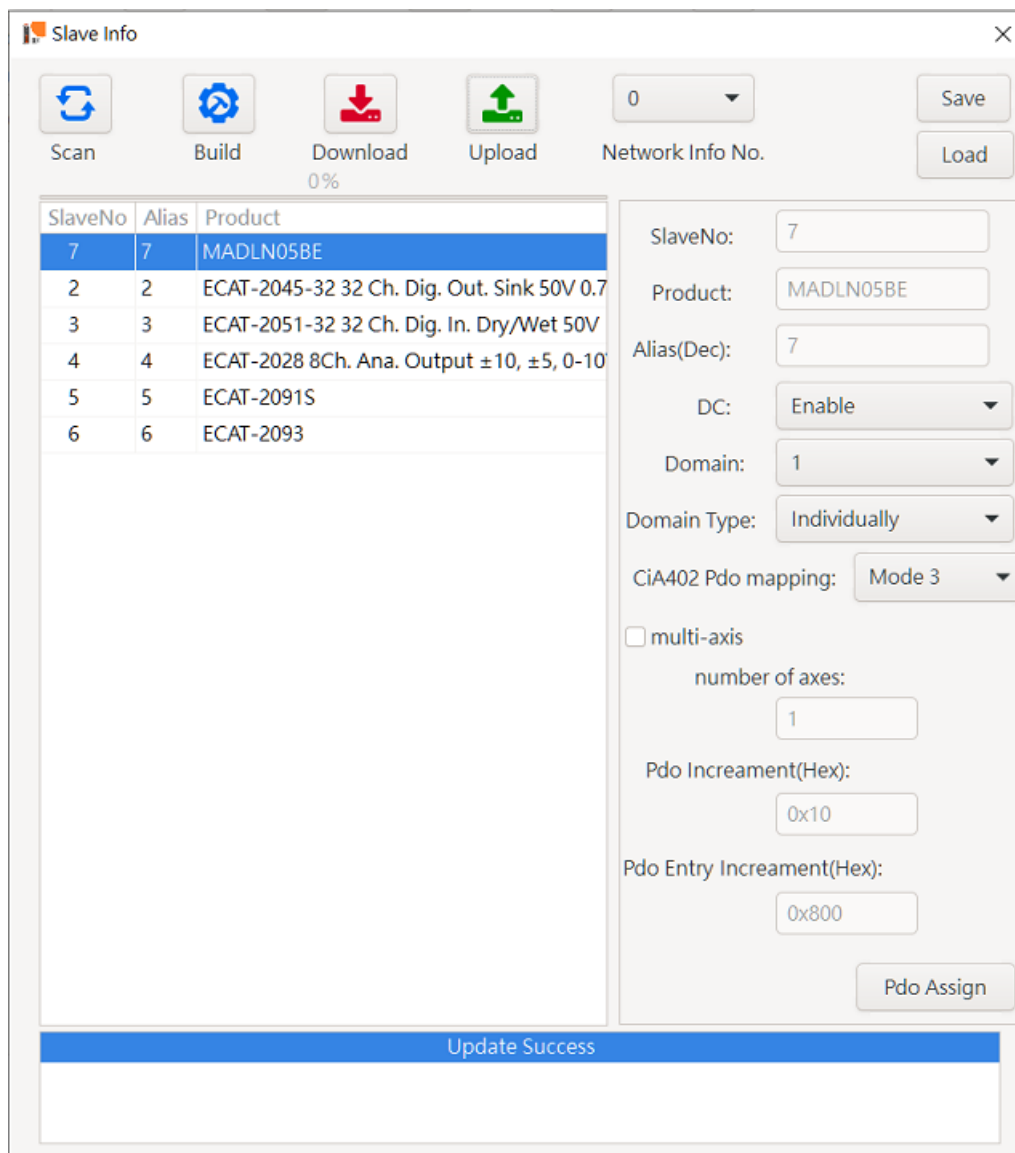 Slave Info
Scan
Build
Download
Upload
0
Network Info No.
Save
Load
0%
SlaveNo Alias Product
7 7 MADLN05BE
2 2 ECAT-2045-32 32 Ch. Dig. Out. Sink 50V 0.7
3 3 ECAT-2051-32 32 Ch. Dig. In. Dry/Wet 50V
4 4 ECAT-2028 8Ch. Ana. Output ±10, ±5, 0-10
5 5 ECAT-2091S
6 6 ECAT-2093
SlaveNo: 7
Product: MADLN05BE
Alias(Dec): 7
DC: Enable
Domain: 1
Domain Type: Individually
CiA402 Pdo mapping: Mode 3
multi-axis
number of axes:
1
Pdo Increament(Hex):
0x10
Pdo Entry Increament(Hex):
0x800
Pdo Assign
Update Success